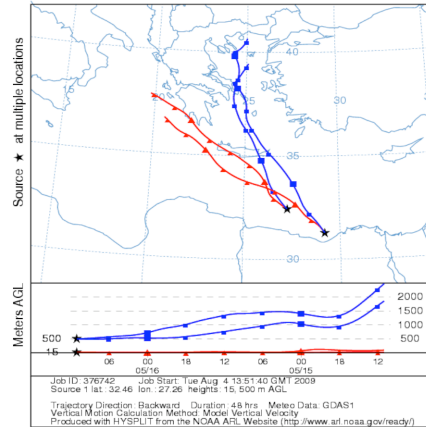 40
20
25
30
35
35
30
Source ★ at multiple locations
Meters AGL
2000
1500
1000
500
500
15
06 00 18 12 06 00 18 12
05/16 05/15
Job ID: 376742 Job Start: Tue Aug 4 13:51:40 GMT 2009
Source 1 lat.: 32.46 lon.: 27.26 heights: 15, 500 m AGL
Trajectory Direction: Backward Duration: 48 hrs Meteo Data: GDAS1
Vertical Motion Calculation Method: Model Vertical Velocity
Produced with HYSPLIT from the NOAA ARL Website (http://www.arl.noaa.gov/ready/)